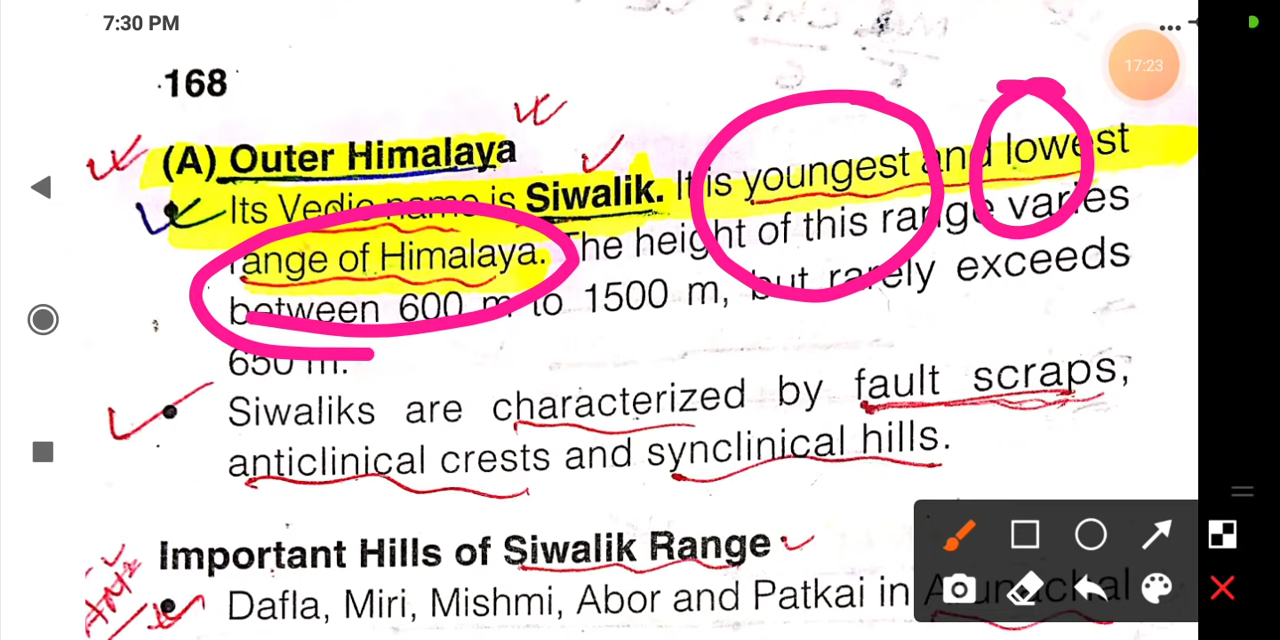 7:30 PM
17:23
168
(A) Outer Himalaya
Its Vedic name is Siwalik. It is youngest and lowest
range of Himalaya. The height of this range varies
between 600 m to 1500 m, but rarely exceeds
650 m.
Siwaliks are characterized by fault scraps,
anticlinical crests and synclinical hills.
Important Hills of Siwalik Range
Dafla, Miri, Mishmi, Abor and Patkai in Arunachal